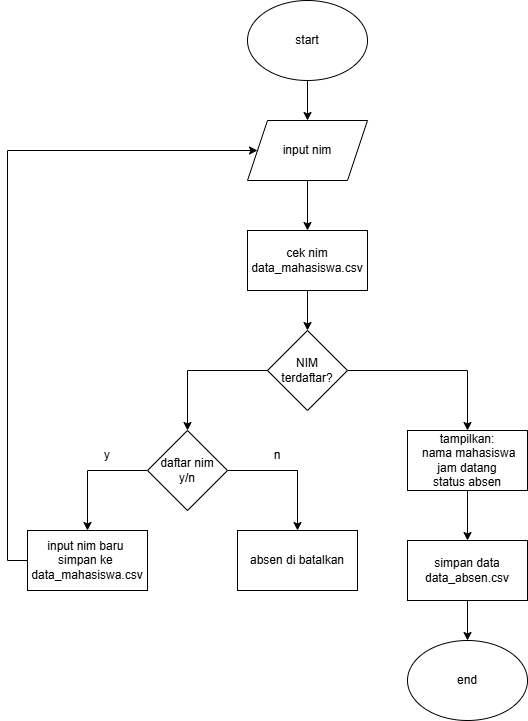 start
input nim
cek nim
data_mahasiswa.csv
NIM
terdaftar?
daftar nim
y/n
y
n
tampilkan:
nama mahasiswa
jam datang
status absen
input nim baru
simpan ke
data_mahasiswa.csv
absen di batalkan
simpan data
data_absen.csv
end